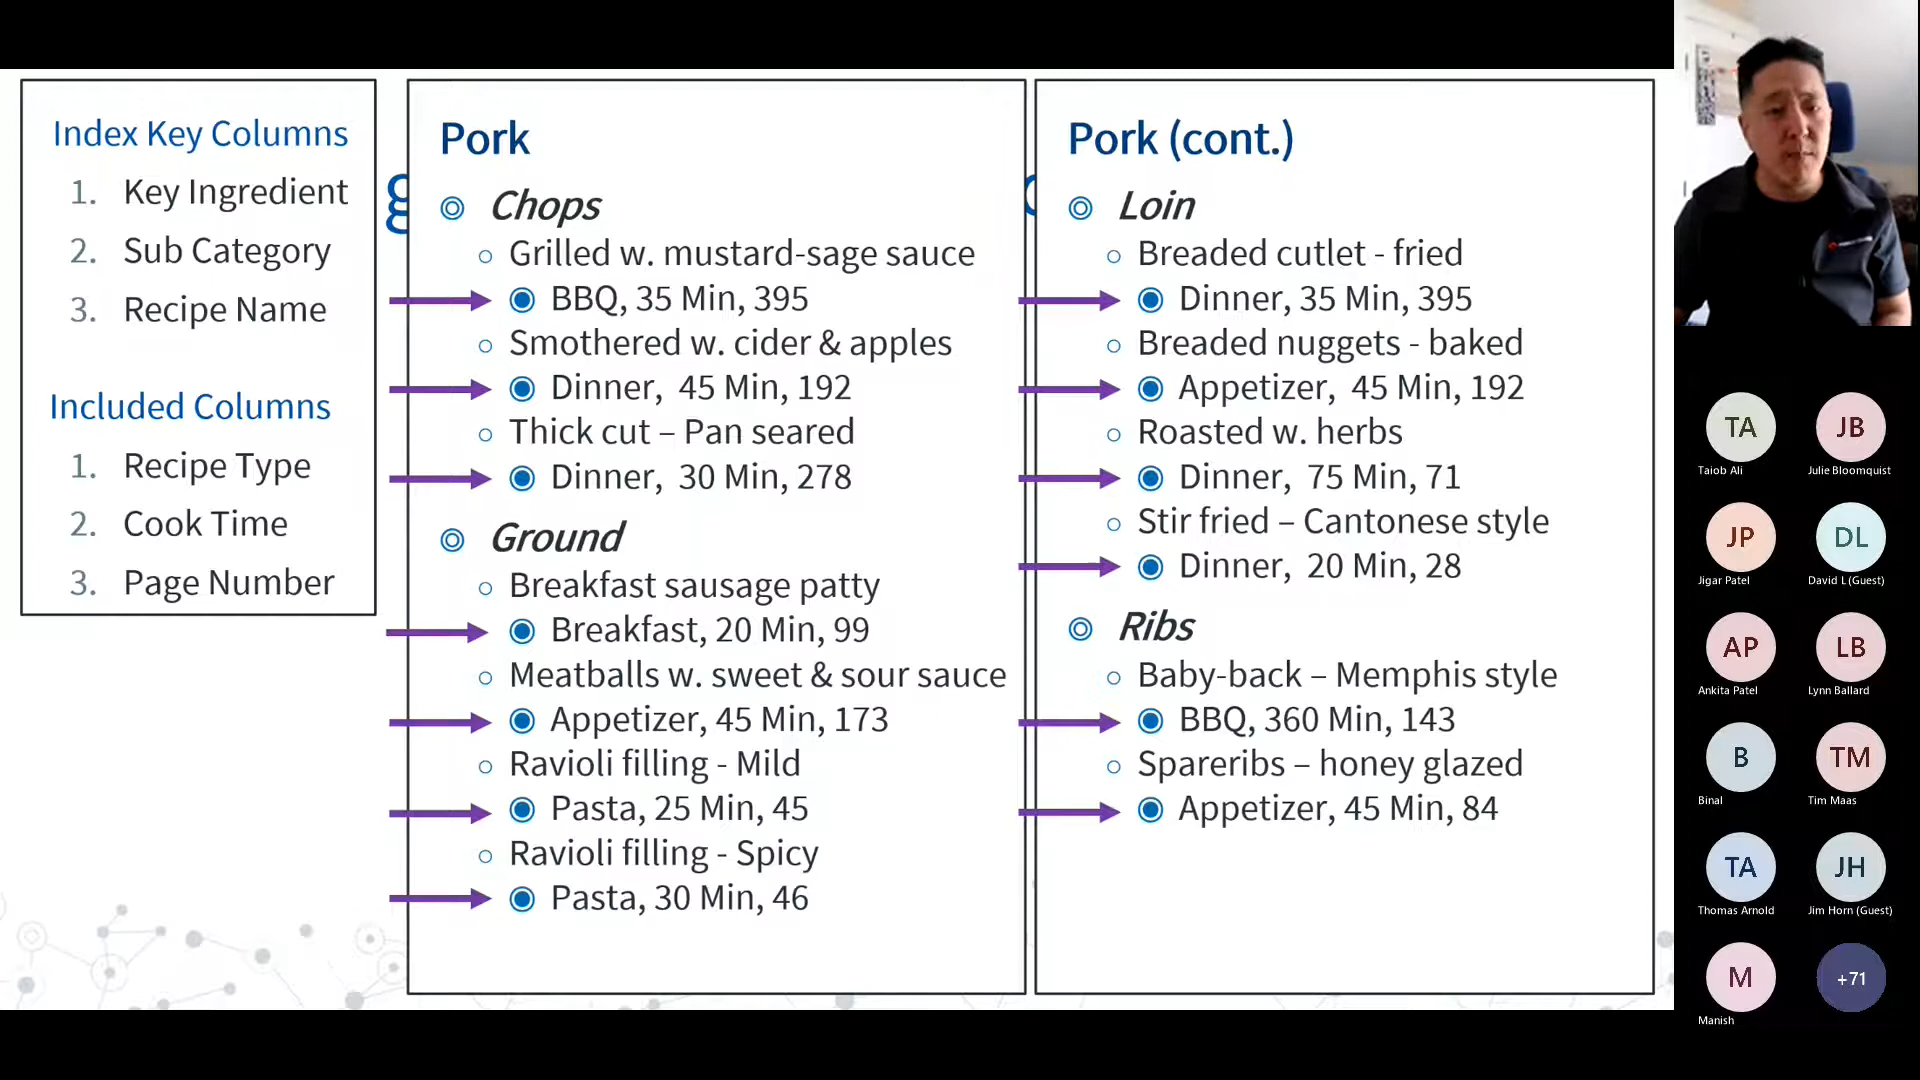 Index Key Columns
1. Key Ingredient
2. Sub Category
3. Recipe Name
Included Columns
1. Recipe Type
2. Cook Time
3. Page Number
g
Pork
Chops
Grilled w. mustard-sage sauce
BBQ, 35 Min, 395
Smothered w. cider & apples
Dinner, 45 Min, 192
Thick cut – Pan seared
Dinner, 30 Min, 278
Ground
Breakfast sausage patty
Breakfast, 20 Min, 99
Meatballs w. sweet & sour sauce
Appetizer, 45 Min, 173
Ravioli filling - Mild
Pasta, 25 Min, 45
Ravioli filling - Spicy
Pasta, 30 Min, 46
Pork (cont.)
Loin
Breaded cutlet - fried
Dinner, 35 Min, 395
Breaded nuggets - baked
Appetizer, 45 Min, 192
Roasted w. herbs
Dinner, 75 Min, 71
Stir fried – Cantonese style
Dinner, 20 Min, 28
Ribs
Baby-back – Memphis style
BBQ, 360 Min, 143
Spareribs – honey glazed
Appetizer, 45 Min, 84
TA
Taiob Ali
JB
Julie Bloomquist
JP
Jigar Patel
DL
David L (Guest)
AP
Ankita Patel
LB
Lynn Ballard
B
Binal
TM
Tim Maas
TA
Thomas Arnold
JH
Jim Horn (Guest)
M
Manish
+71